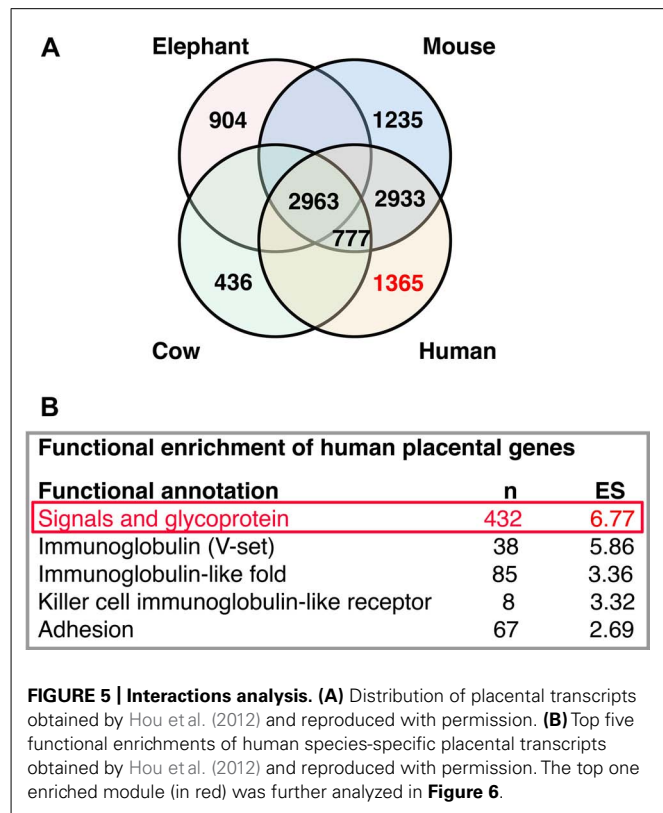 A
Elephant Mouse
904 1235
2963 2933
777
436 1365
Cow Human
B
Functional enrichment of human placental genes
Functional annotation n ES
Signals and glycoprotein 432 6.77
Immunoglobulin (V-set) 38 5.86
Immunoglobulin-like fold 85 3.36
Killer cell immunoglobulin-like receptor 8 3.32
Adhesion 67 2.69
FIGURE 5 | Interactions analysis. (A) Distribution of placental transcripts
obtained by Hou et al. (2012) and reproduced with permission. (B) Top five
functional enrichments of human species-specific placental transcripts
obtained by Hou et al. (2012) and reproduced with permission. The top one
enriched module (in red) was further analyzed in Figure 6.